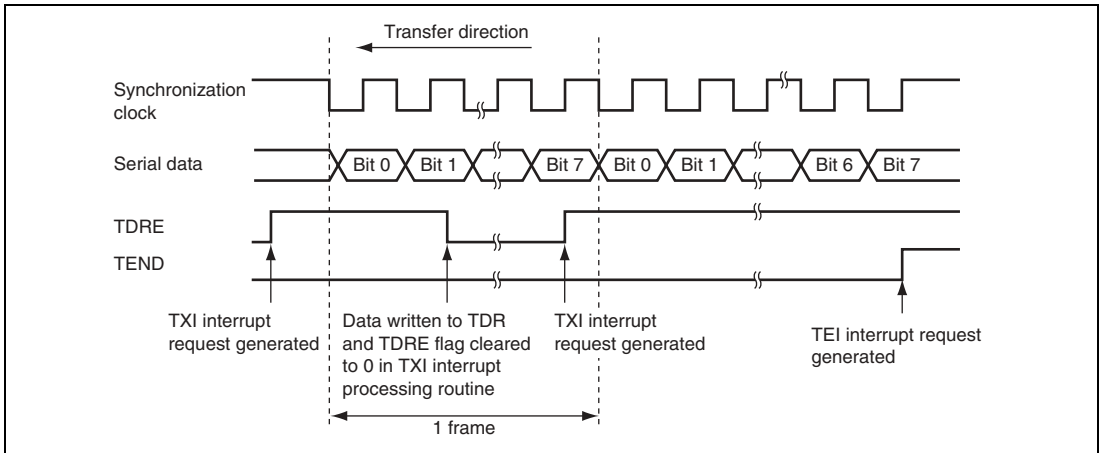 Transfer direction
Synchronization
clock
Serial data
Bit 0
Bit 1
Bit 7
Bit 0
Bit 1
Bit 6
Bit 7
TDRE
TEND
TXI interrupt
request generated
Data written to TDR
and TDRE flag cleared
to 0 in TXI interrupt
processing routine
TXI interrupt
request generated
TEI interrupt request
generated
1 frame